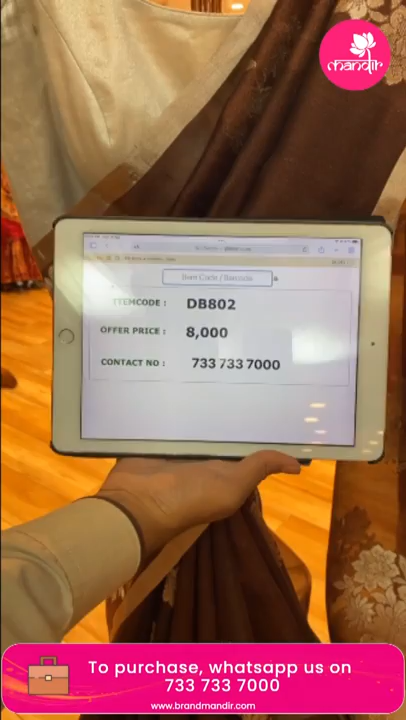 mandir
Item Code / Barcode
ITEMCODE : DB802
OFFER PRICE : 8,000
CONTACT NO : 733 733 7000
To purchase, whatsapp us on
733 733 7000
www.brandmandir.com